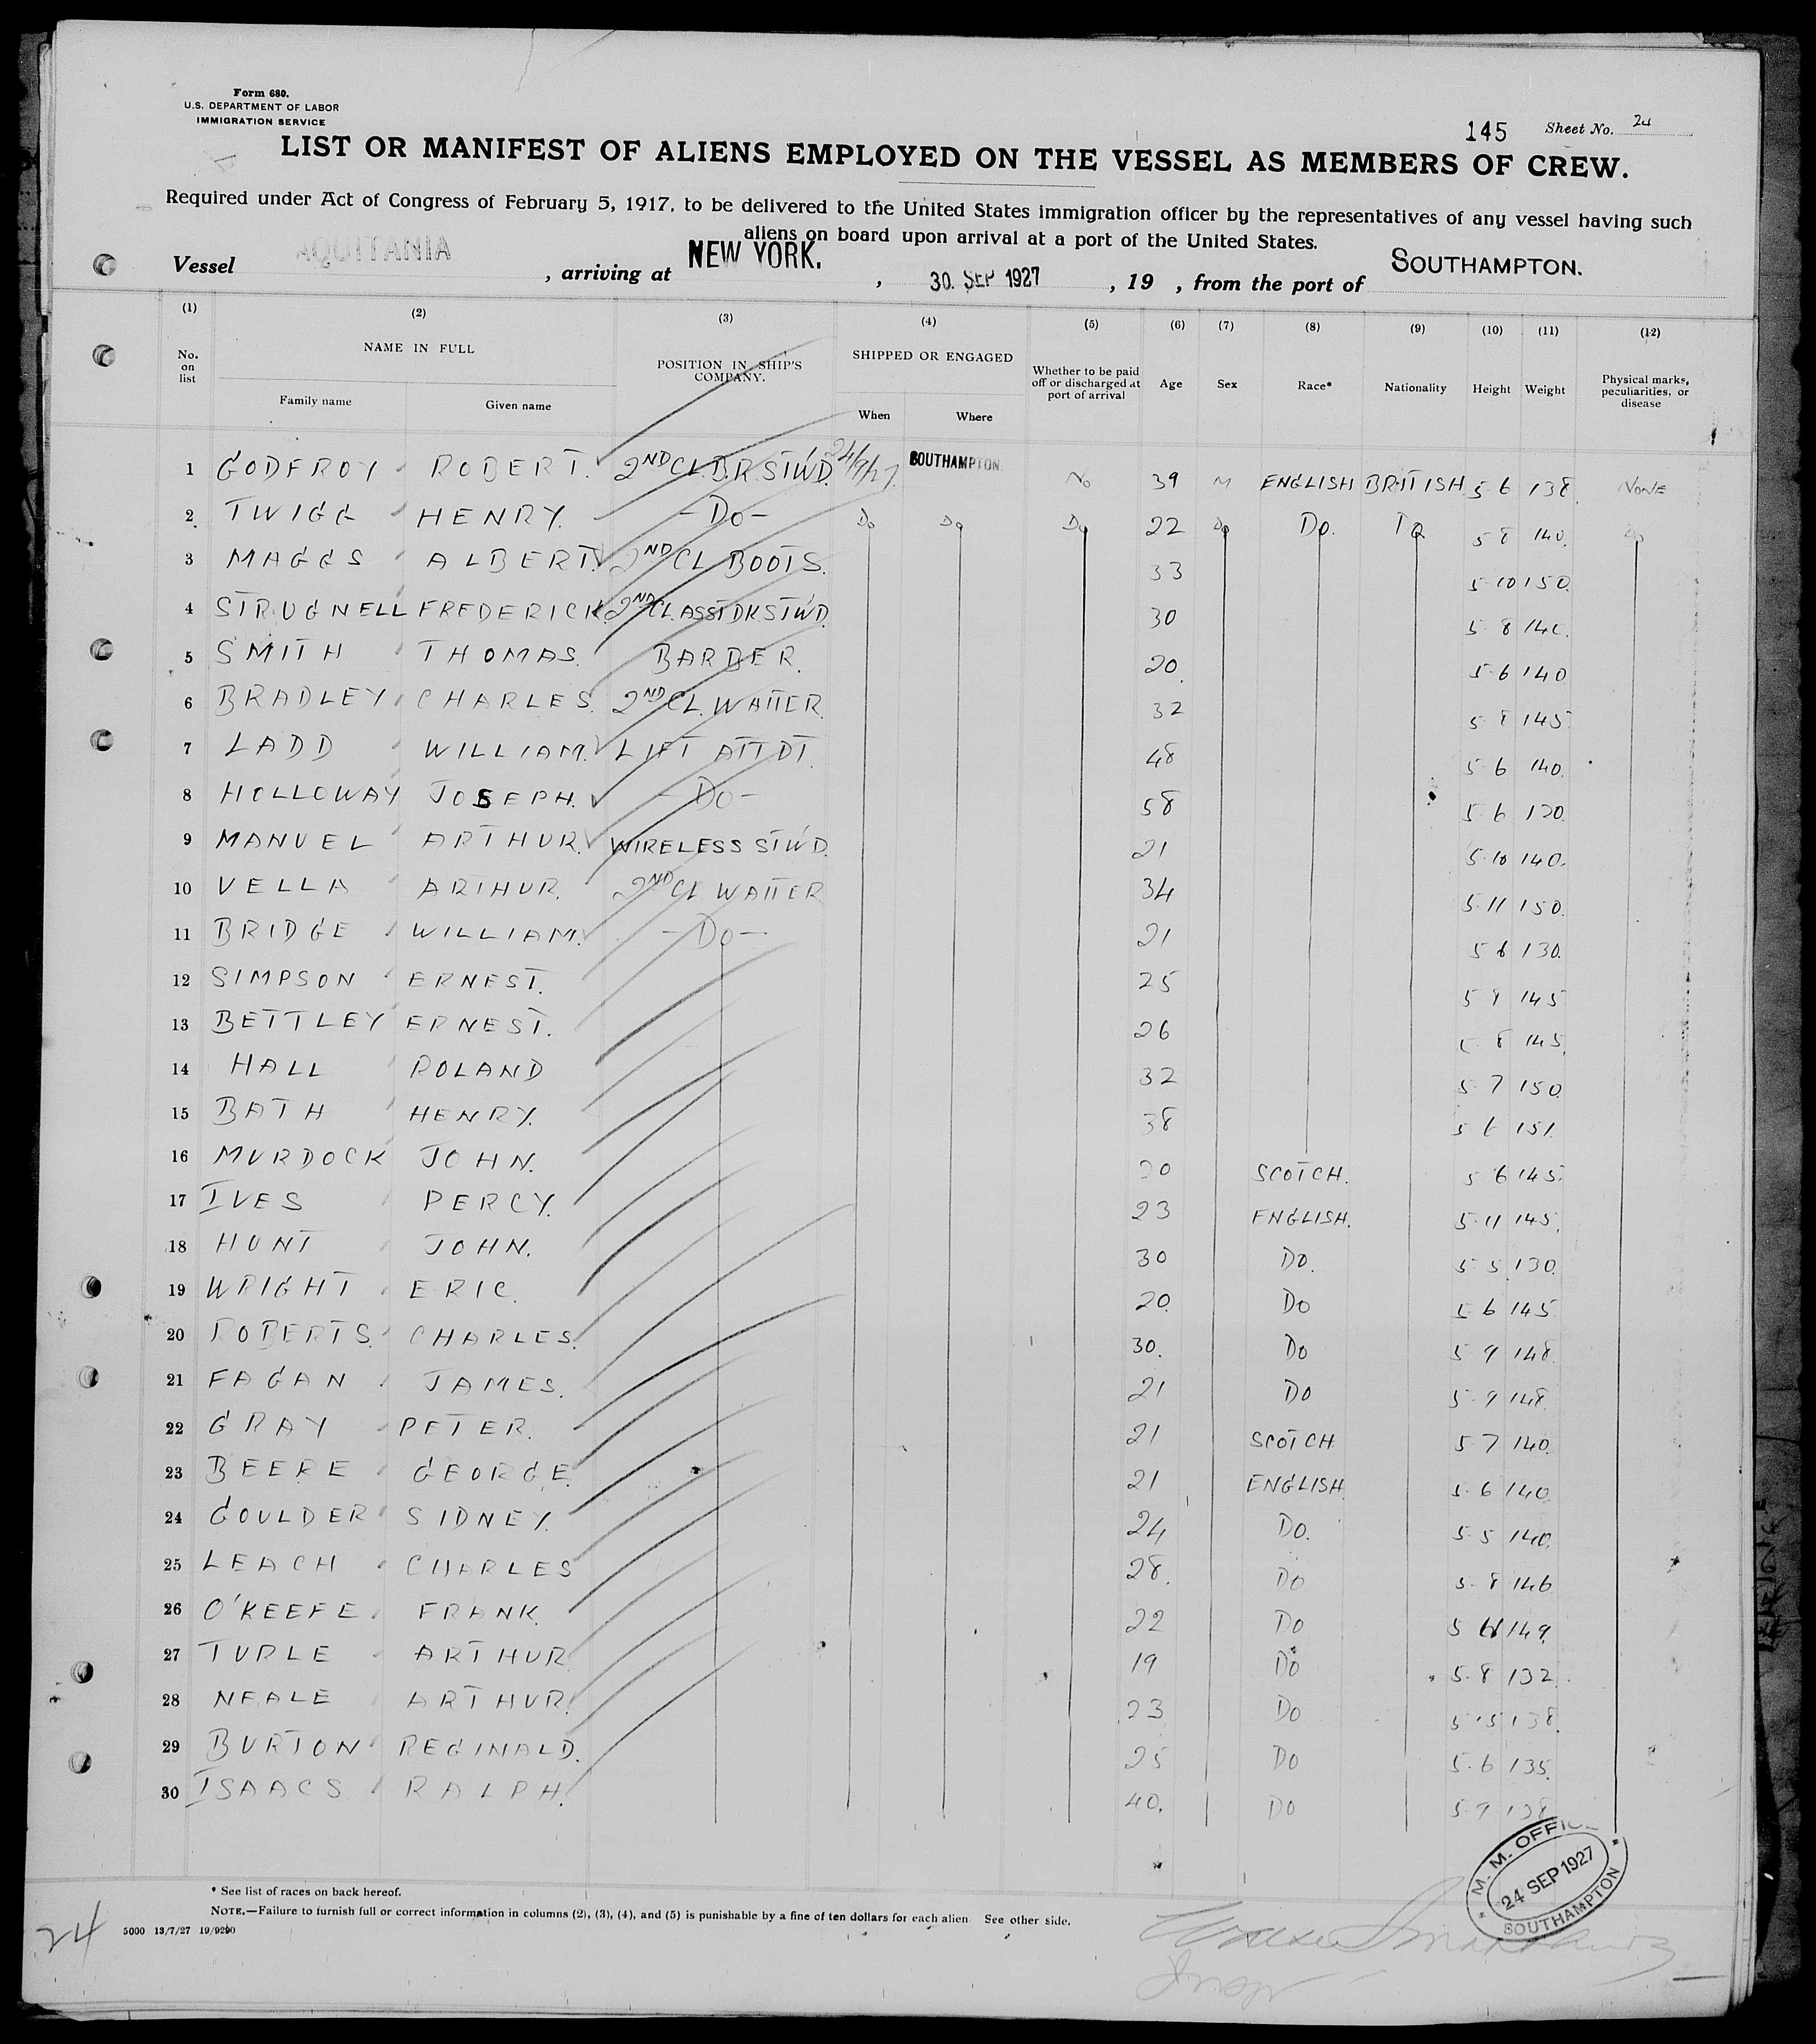 Form 680.
U.S. DEPARTMENT OF LABOR
IMMIGRATION SERVICE
145 Sheet No.
LIST OR MANIFEST OF ALIENS EMPLOYED ON THE VESSEL AS MEMBERS OF CREW.
Required under Act of Congress of February 5, 1917, to be delivered to the United States immigration officer by the representatives of any vessel having such
aliens on board upon arrival at a port of the United States.
Vessel AQUITANIA, arriving at NEW YORK., 30. SEP 1927, 19 , from the port of SOUTHAMPTON.
(1) (2) (3) (4) (5) (6) (7) (8) (9) (10) (11) (12)
No. on list NAME IN FULL Family name Given name POSITION IN SHIP'S COMPANY. SHIPPED OR ENGAGED When Where Whether to be paid off or discharged at port of arrival Age Sex Race* Nationality Height Weight Physical marks, peculiarities, or disease
1 GODFROY ROBERT. 2ND CL.B.R.STWD. 24/9/27 SOUTHAMPTON. No 39 M ENGLISH BRITISH 5 6 138. NONE
2 TWIGG HENRY. -Do- Do Do Do 22 Do Do. Do 5 8 140. Do
3 MAGGS ALBERT. 2ND CL BOOTS. 33 5 10 150.
4 STRUGNELL FREDERICK. 2ND CLASST DK STWD. 30 5 8 140.
5 SMITH THOMAS. BARBER. 20. 5 6 140
6 BRADLEY CHARLES. 2ND CL. WAITER. 32 5 8 145.
7 LADD WILLIAM. LIFT ATTDT. 48 5 6 140.
8 HOLLOWAY JOSEPH. -Do- 58 5 6 120.
9 MANUEL ARTHUR. WIRELESS STWD. 21 5.10 140.
10 VELLA ARTHUR. 2ND CL WAITER 34 5.11 150.
11 BRIDGE WILLIAM. -Do- 21 5 6 130.
12 SIMPSON ERNEST. 25 5 9 145
13 BETTLEY ERNEST. 26 5 8 145.
14 HALL ROLAND 32 5 7 150.
15 BATH HENRY. 38 5 6 151.
16 MURDOCK JOHN. 30 SCOTCH. 5 6 145.
17 IVES PERCY. 23 ENGLISH. 5.11 145.
18 HUNT JOHN. 30 DO. 5 5 130.
19 WRIGHT ERIC. 20. DO 5 6 145.
20 ROBERTS. CHARLES. 30. DO 5 9 148.
21 FAGAN JAMES. 21 DO 5 9 148.
22 GRAY PETER. 21 SCOTCH 5 7 140.
23 BEERE GEORGE. 21 ENGLISH 5.6 140.
24 GOULDER SIDNEY. 24 DO. 5 5 140.
25 LEACH CHARLES 28. DO 5.8 146
26 O'KEEFE. FRANK. 22 DO 5 149.
27 TURLE ARTHUR. 19 DO 5.8 132.
28 NEALE ARTHUR. 23 DO 5.5 138.
29 BURTON REGINALD. 25 DO 5.6 135.
30 ISAACS RALPH. 40. DO 5.9 138
* See list of races on back hereof.
NOTE.—Failure to furnish full or correct information in columns (2), (3), (4), and (5) is punishable by a fine of ten dollars for each alien See other side.
5000 13/7/27
24
M. M. OFFICE
24 SEP 1927
SOUTHAMPTON